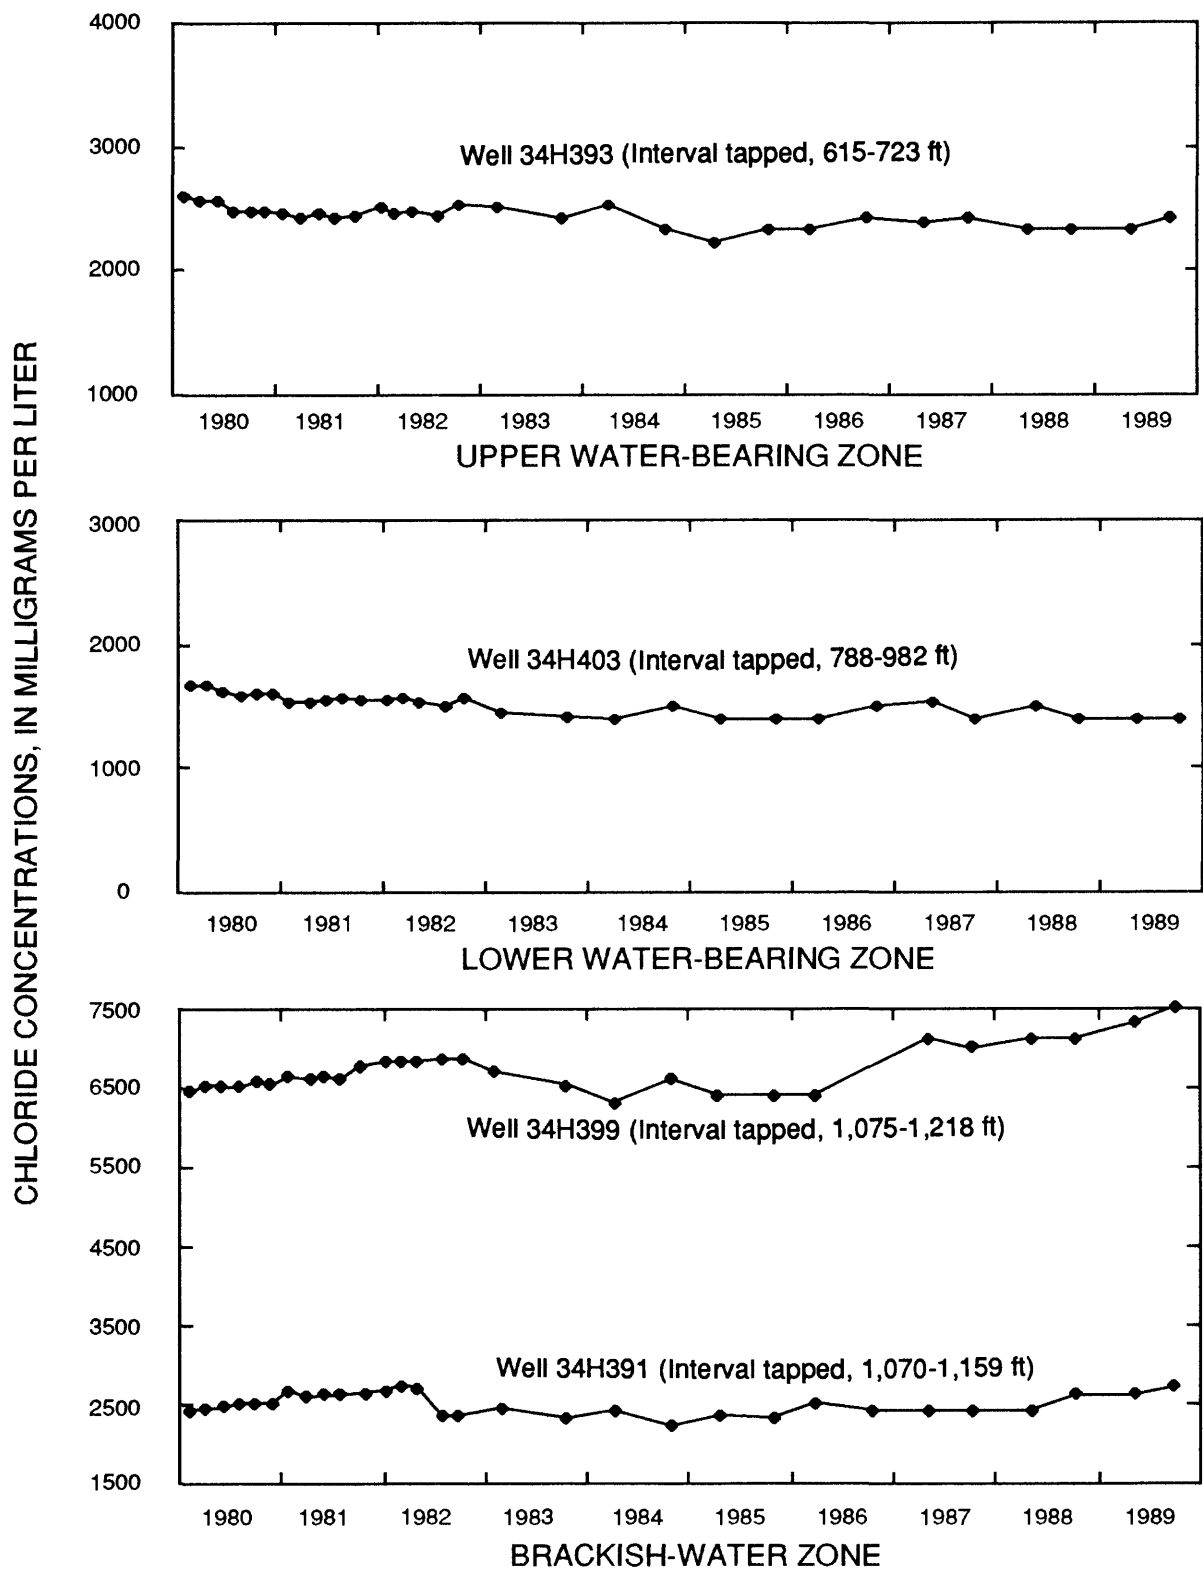 CHLORIDE CONCENTRATIONS, IN MILLIGRAMS PER LITER
4000
3000
2000
1000
Well 34H393 (Interval tapped, 615-723 ft)
1980 1981 1982 1983 1984 1985 1986 1987 1988 1989
UPPER WATER-BEARING ZONE
3000
2000
1000
0
Well 34H403 (Interval tapped, 788-982 ft)
1980 1981 1982 1983 1984 1985 1986 1987 1988 1989
LOWER WATER-BEARING ZONE
7500
6500
5500
4500
3500
2500
1500
Well 34H399 (Interval tapped, 1,075-1,218 ft)
Well 34H391 (Interval tapped, 1,070-1,159 ft)
1980 1981 1982 1983 1984 1985 1986 1987 1988 1989
BRACKISH-WATER ZONE